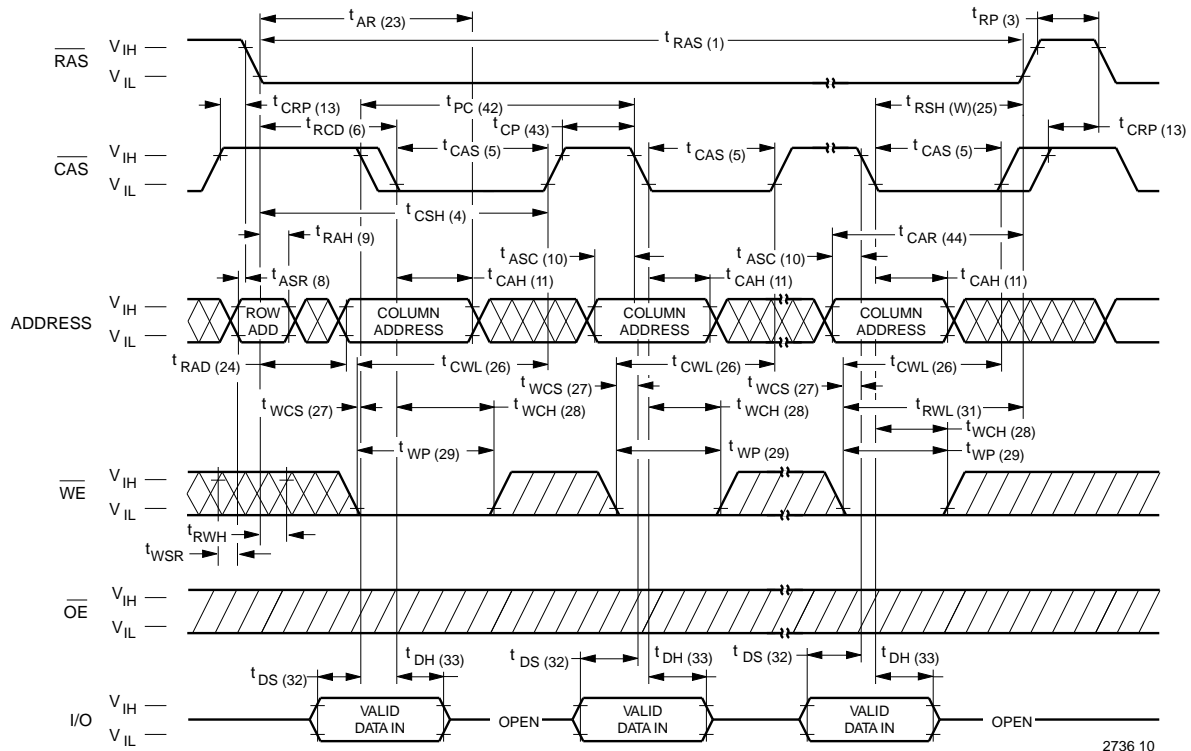 t AR (23)
t RP (3)
RAS
V IH
t RAS (1)
V IL
t CRP (13)
t PC (42)
t RSH (W)(25)
t RCD (6)
t CP (43)
t CRP (13)
CAS
V IH
t CAS (5)
t CAS (5)
t CAS (5)
V IL
t CSH (4)
t RAH (9)
t CAR (44)
t ASC (10)
t ASC (10)
t ASR (8)
t CAH (11)
t CAH (11)
t CAH (11)
ADDRESS
V IH
V IL
ROW ADD
COLUMN ADDRESS
COLUMN ADDRESS
COLUMN ADDRESS
t RAD (24)
t CWL (26)
t CWL (26)
t CWL (26)
t WCS (27)
t WCS (27)
t WCS (27)
t WCH (28)
t WCH (28)
t RWL (31)
t WCH (28)
t WP (29)
t WP (29)
t WP (29)
WE
V IH
V IL
t RWH
t WSR
OE
V IH
V IL
t DS (32)
t DH (33)
t DS (32)
t DH (33)
t DS (32)
t DH (33)
I/O
V IH
V IL
VALID DATA IN
OPEN
VALID DATA IN
VALID DATA IN
OPEN
2736 10